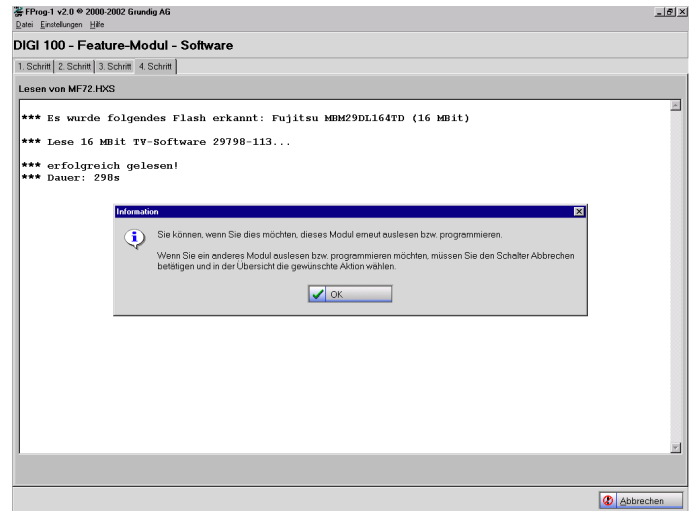 FProg-1 v2.0 © 2000-2002 Grundig AG
Datei Einstellungen Hilfe
DIGI 100 - Feature-Modul - Software
1. Schritt 2. Schritt 3. Schritt 4. Schritt
Lesen von MF72.HXS
*** Es wurde folgendes Flash erkannt: Fujitsu MBM29DL164TD (16 MBit)
*** Lese 16 MBit TV-Software 29798-113...
*** erfolgreich gelesen!
*** Dauer: 298s
Information
Sie können, wenn Sie dies möchten, dieses Modul erneut auslesen bzw. programmieren.
Wenn Sie ein anderes Modul auslesen bzw. programmieren möchten, müssen Sie den Schalter Abbrechen
betätigen und in der Übersicht die gewünschte Aktion wählen.
OK
Abbrechen